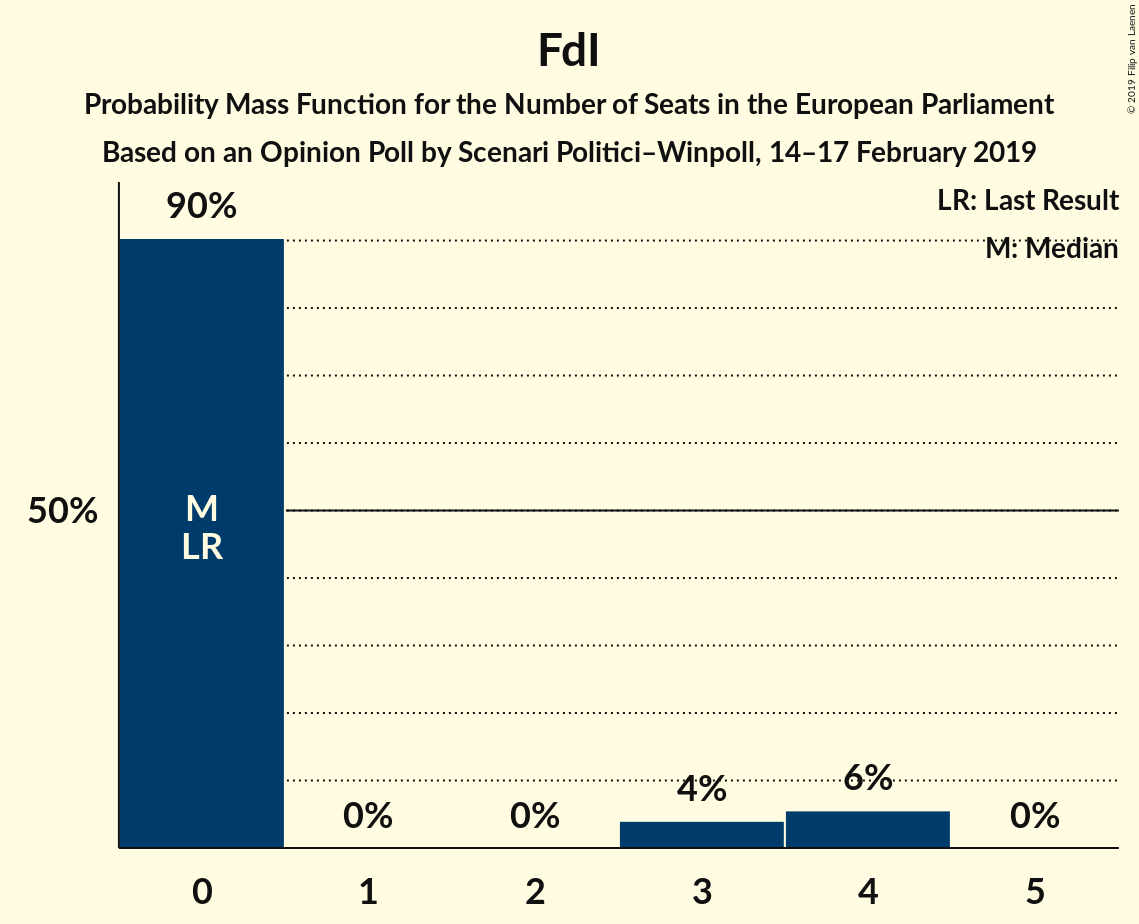 FdI
Probability Mass Function for the Number of Seats in the European Parliament
Based on an Opinion Poll by Scenari Politici–Winpoll, 14–17 February 2019
© 2019 Filip van Laenen
LR: Last Result
M: Median
90%
50%
M
LR
0%
0%
4%
6%
0%
0
1
2
3
4
5